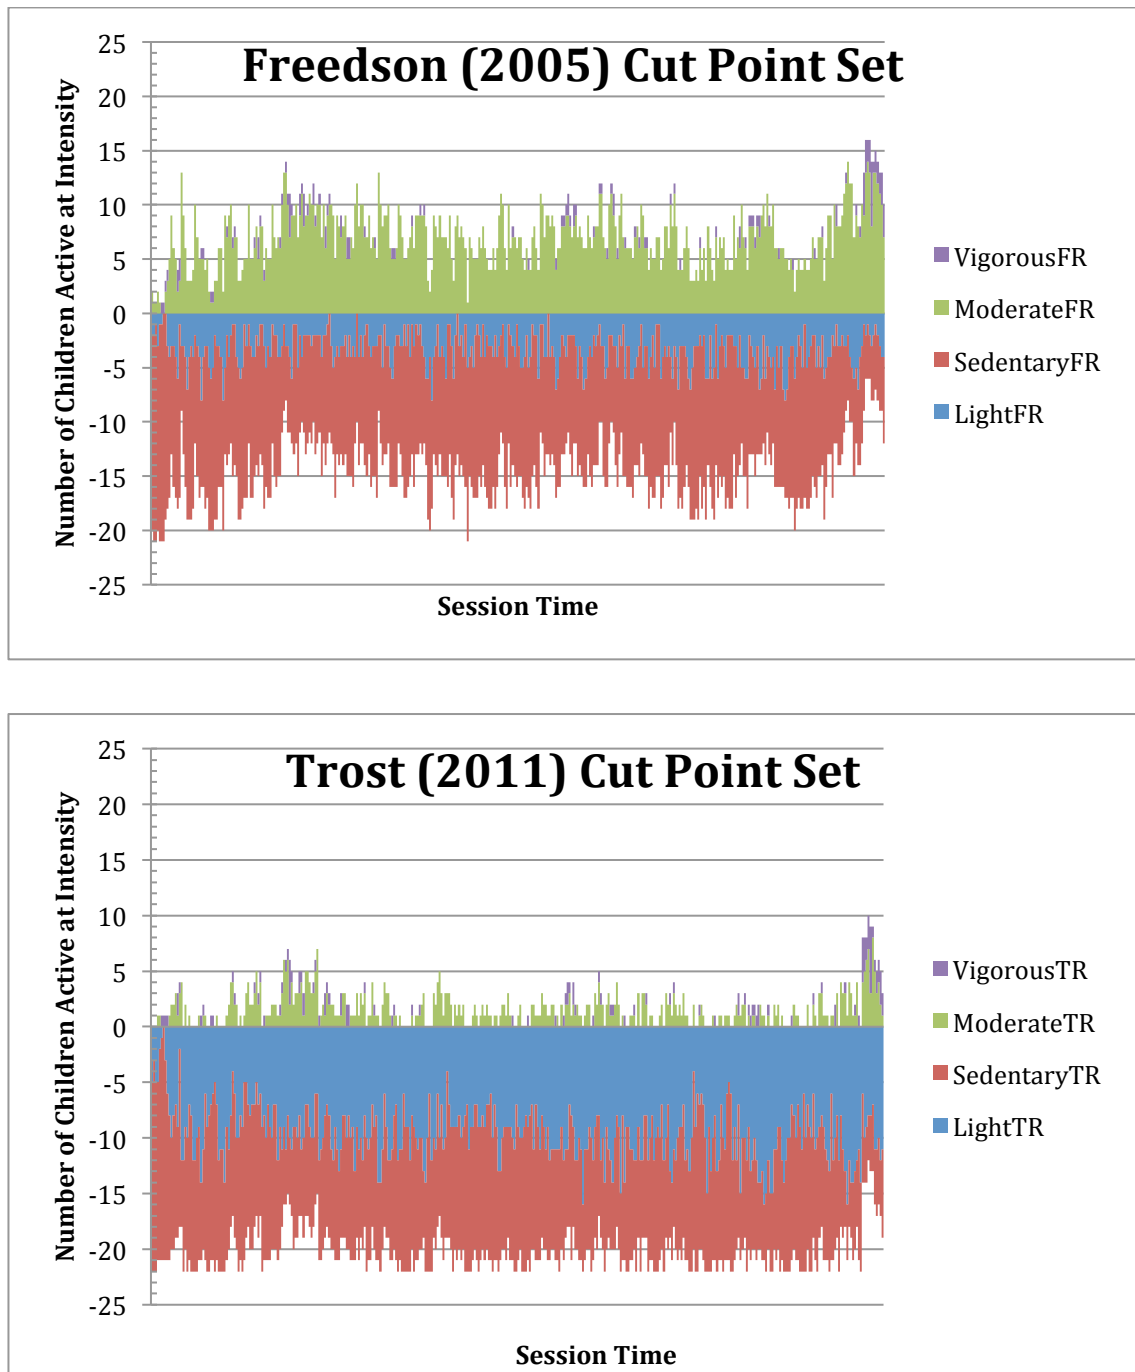 Freedson (2005) Cut Point Set
Number of Children Active at Intensity
25
20
15
10
5
0
-5
-10
-15
-20
-25
Session Time
VigorousFR
ModerateFR
SedentaryFR
LightFR
Trost (2011) Cut Point Set
Number of Children Active at Intensity
25
20
15
10
5
0
-5
-10
-15
-20
-25
Session Time
VigorousTR
ModerateTR
SedentaryTR
LightTR